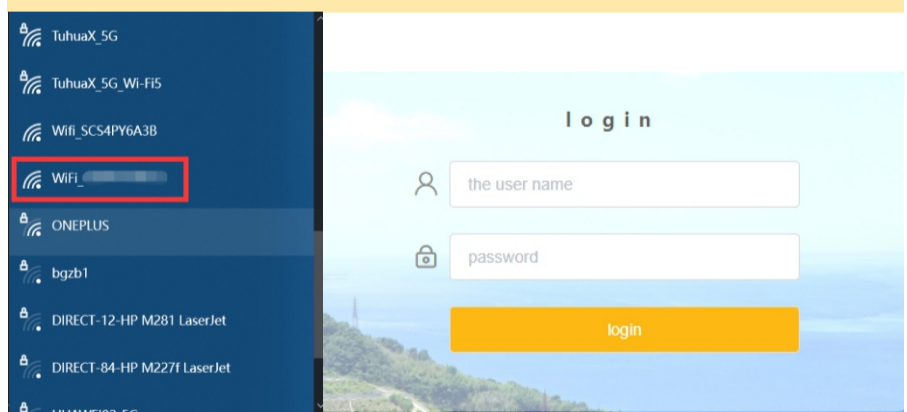 TuhuaX_5G
TuhuaX_5G_Wi-Fi5
Wifi_SCS4PY6A3B
WiFi_
ONEPLUS
bgzb1
DIRECT-12-HP M281 LaserJet
DIRECT-84-HP M227f LaserJet
login
the user name
password
login